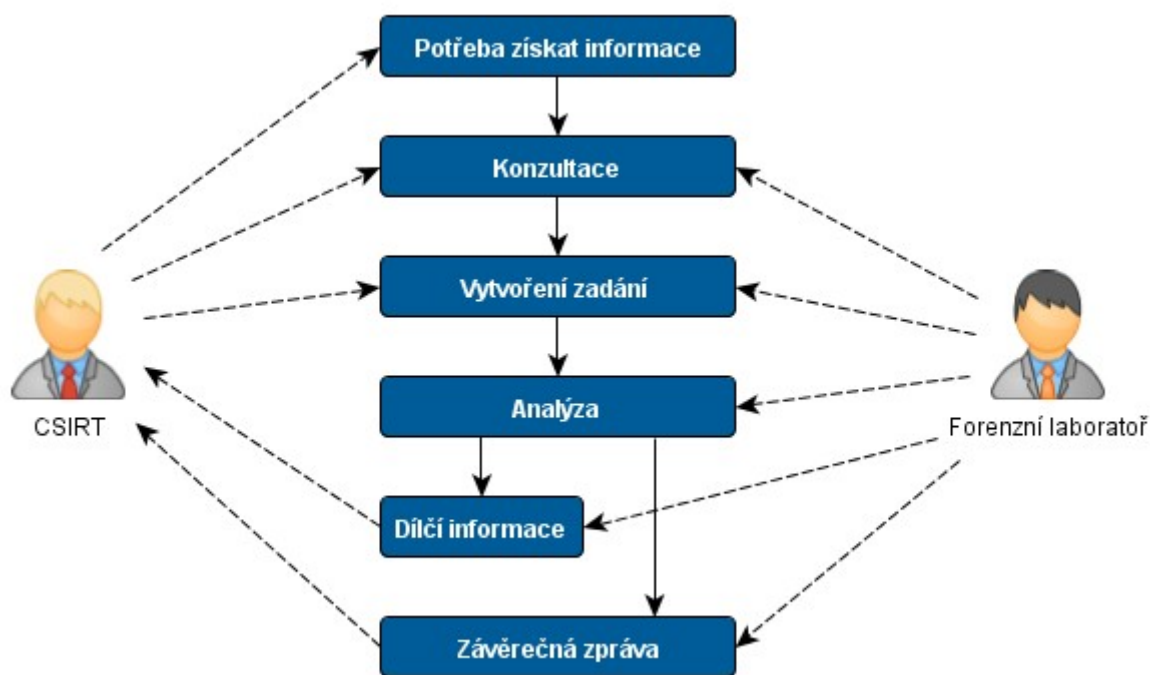 Potřeba získat informace
Konzultace
Vytvoření zadání
Analýza
CSIRT
Forenzní laboratoř
Dílčí informace
Závěrečná zpráva